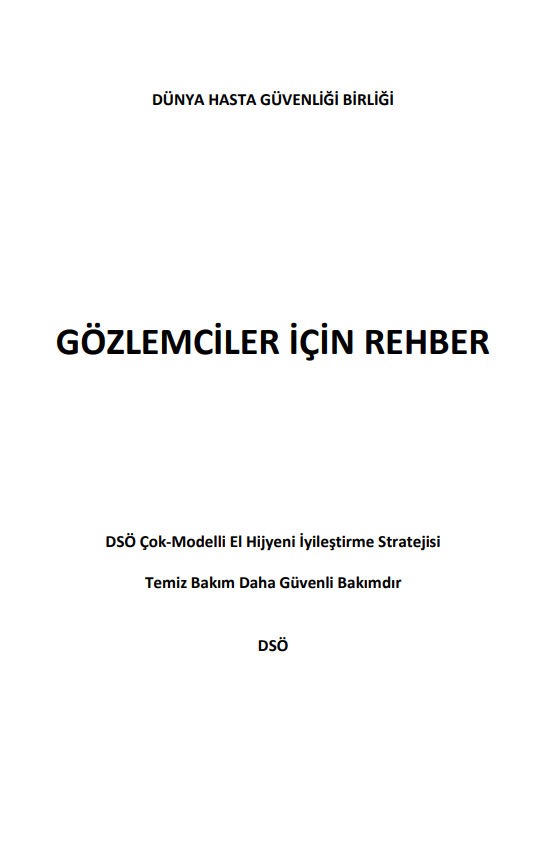 DÜNYA HASTA GÜVENLİĞİ BİRLİĞİ
GÖZLEMCİLER İÇİN REHBER
DSÖ Çok-Modelli El Hijyeni İyileştirme Stratejisi
Temiz Bakım Daha Güvenli Bakımdır
DSÖ